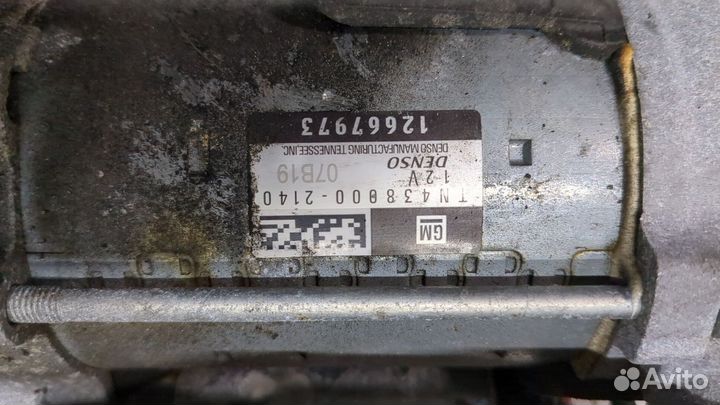 12667973
DENSO MANUFACTURING TENNESSEE,INC.
DENSO
12V 07B19
TN438000-2140
GM
Avito